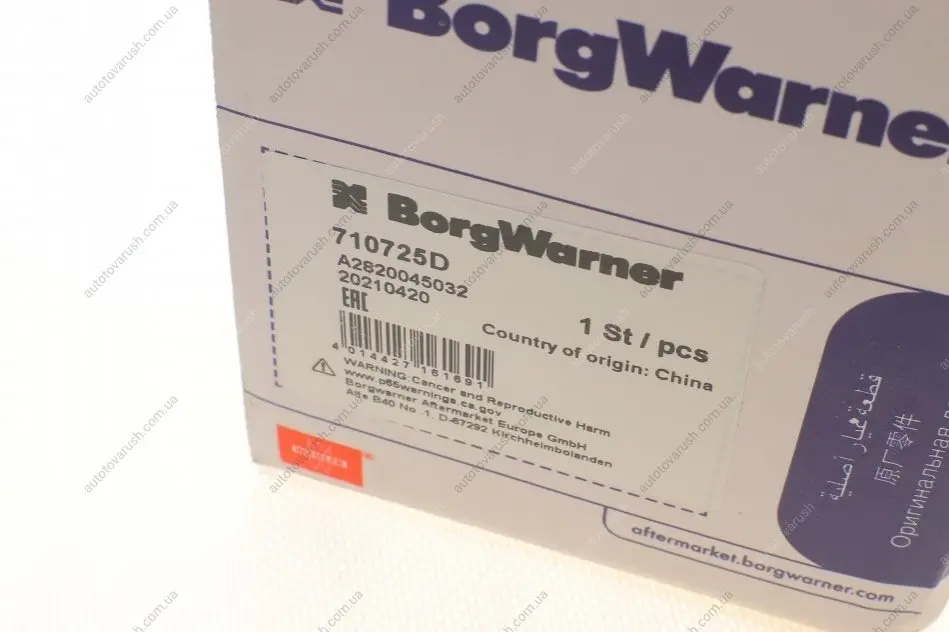 BorgWarner
BorgWarner
710725D
A2820045032
20210420
EAC
1 St / pcs
Country of origin: China
4 014427 161691
WARNING: Cancer and Reproductive Harm
www.p65warnings.ca.gov
Borgwarner Aftermarket Europe GmbH
Alte B40 No .1, D-67292 Kirchheimbolanden
قطعة غيار أصلية
原厂零件
Оригинальная
BERU
aftermarket.borgwarner.com
autotovarush.com.ua